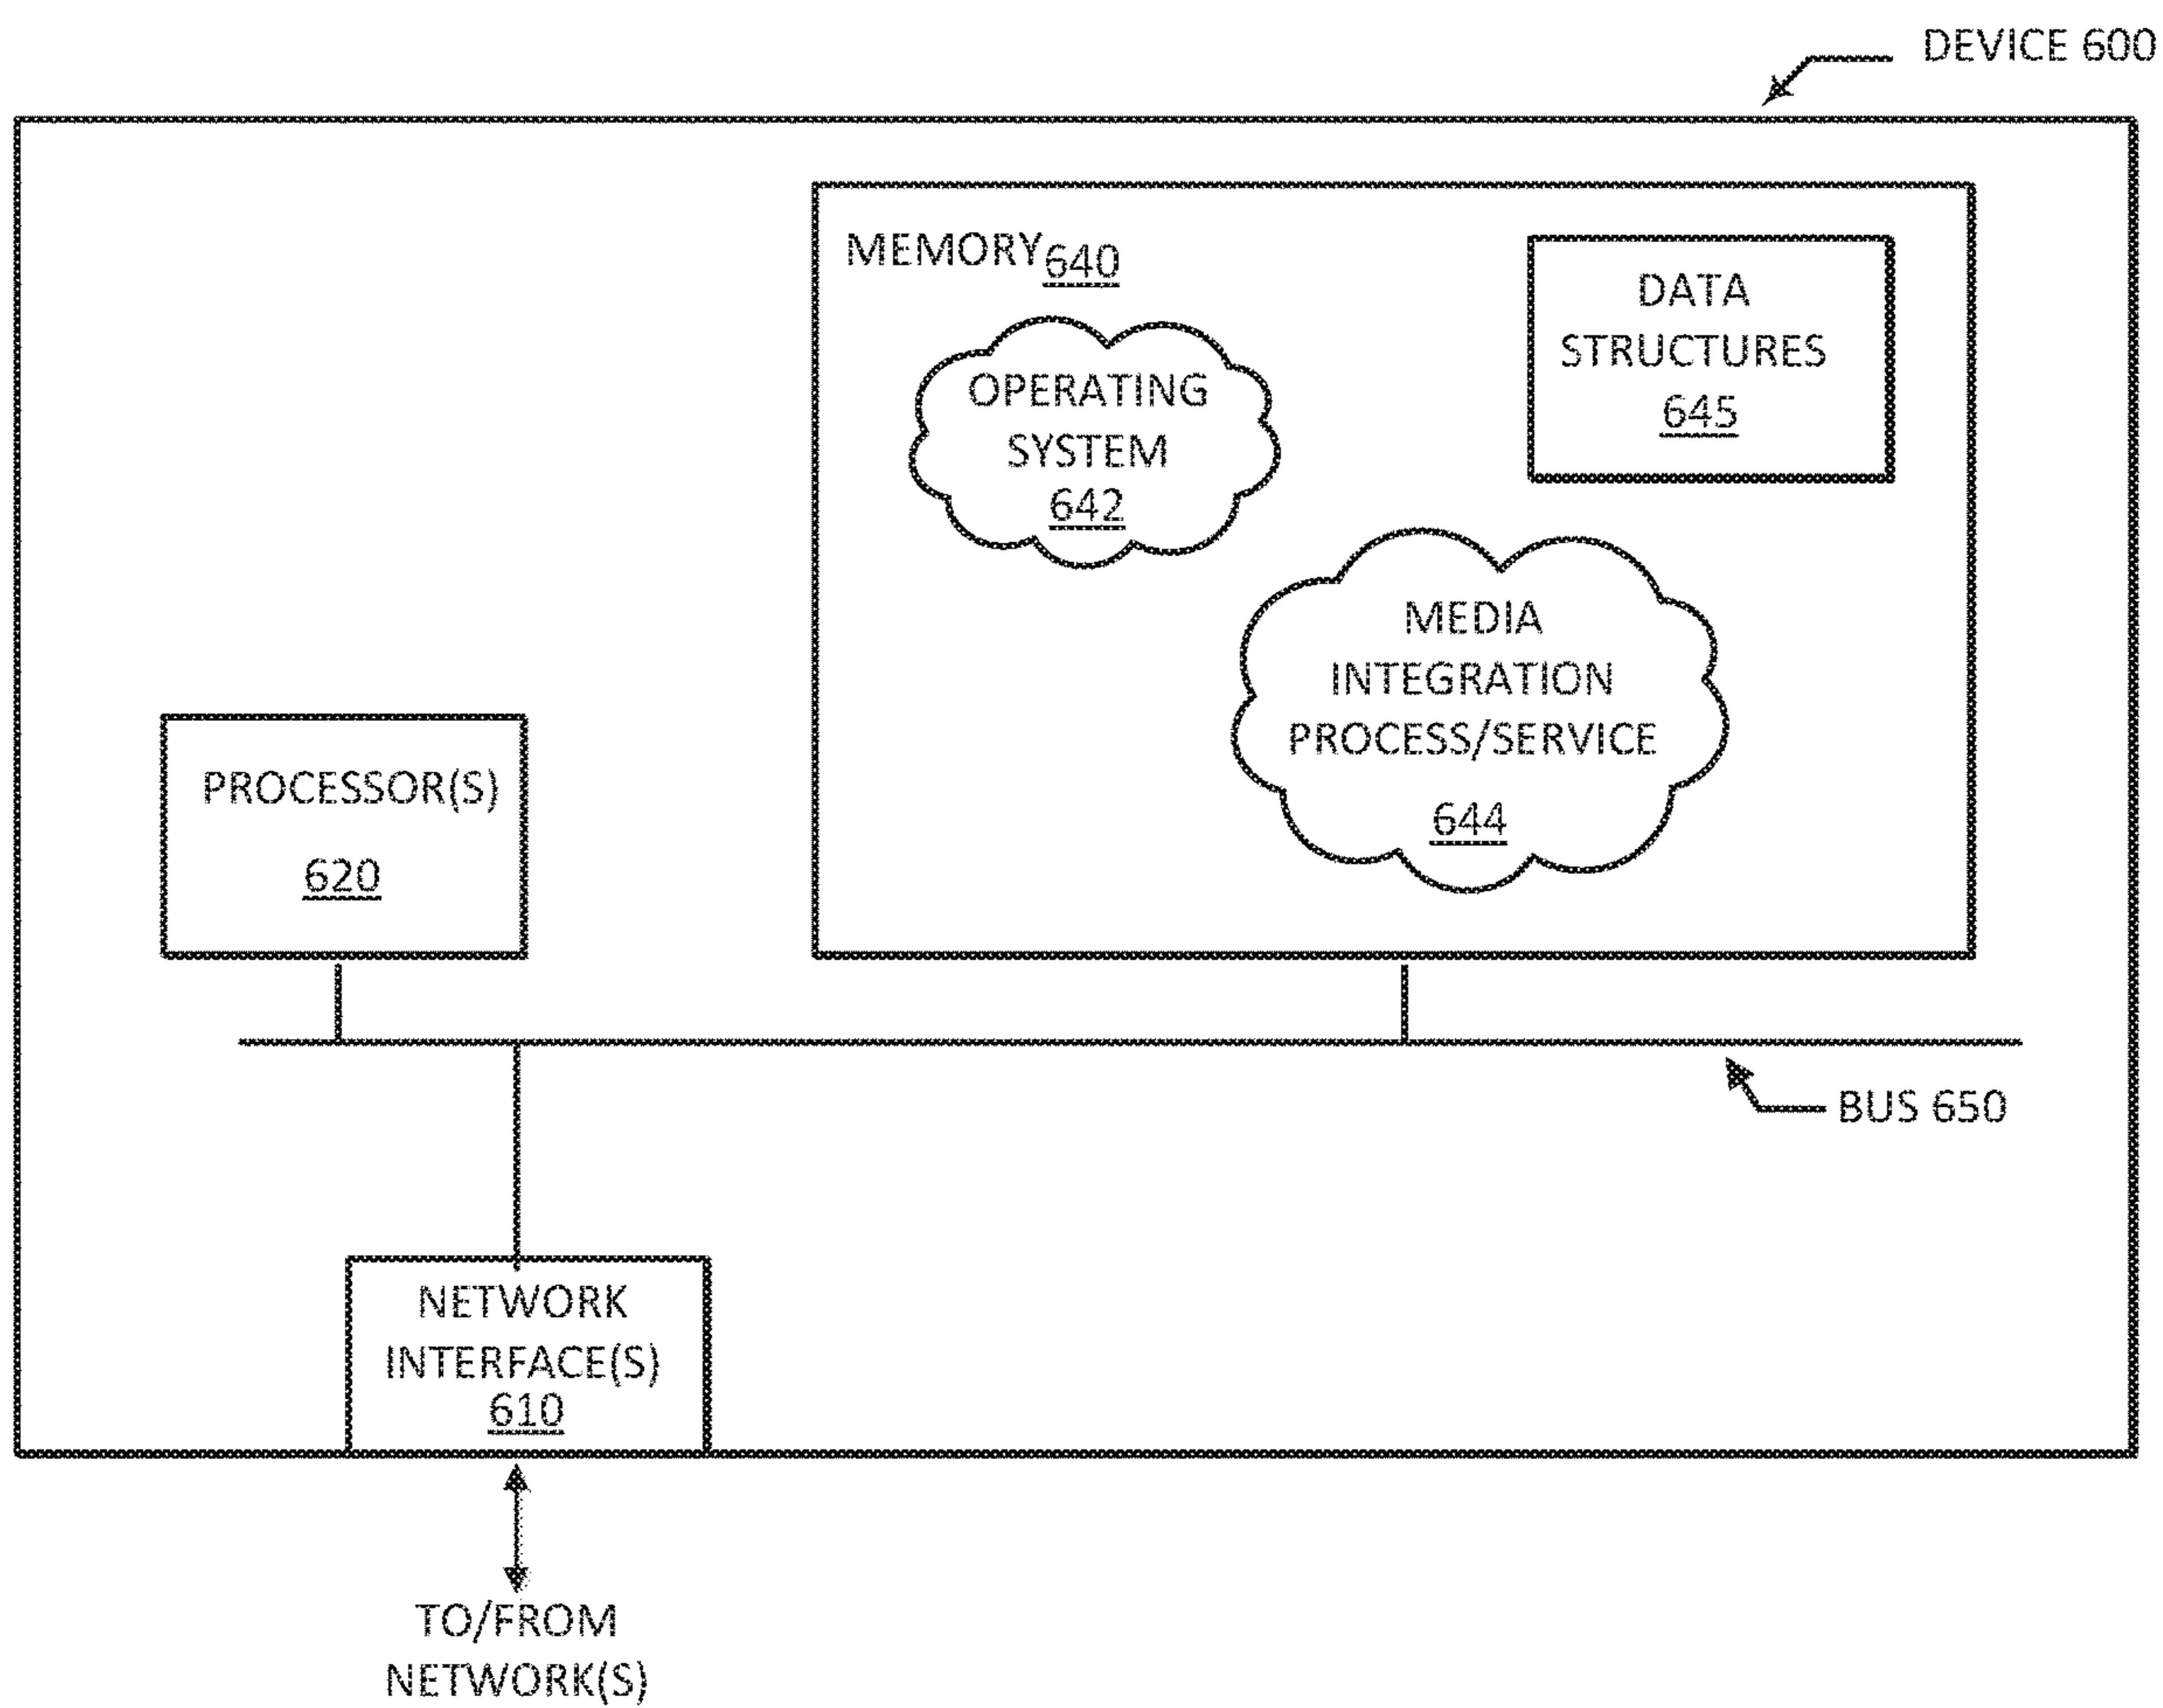 DEVICE 600
MEMORY 640
DATA
STRUCTURES
645
OPERATING
SYSTEM
642
MEDIA
INTEGRATION
PROCESS/SERVICE
644
PROCESSOR(S)
620
BUS 650
NETWORK
INTERFACE(S)
610
TO/FROM
NETWORK(S)